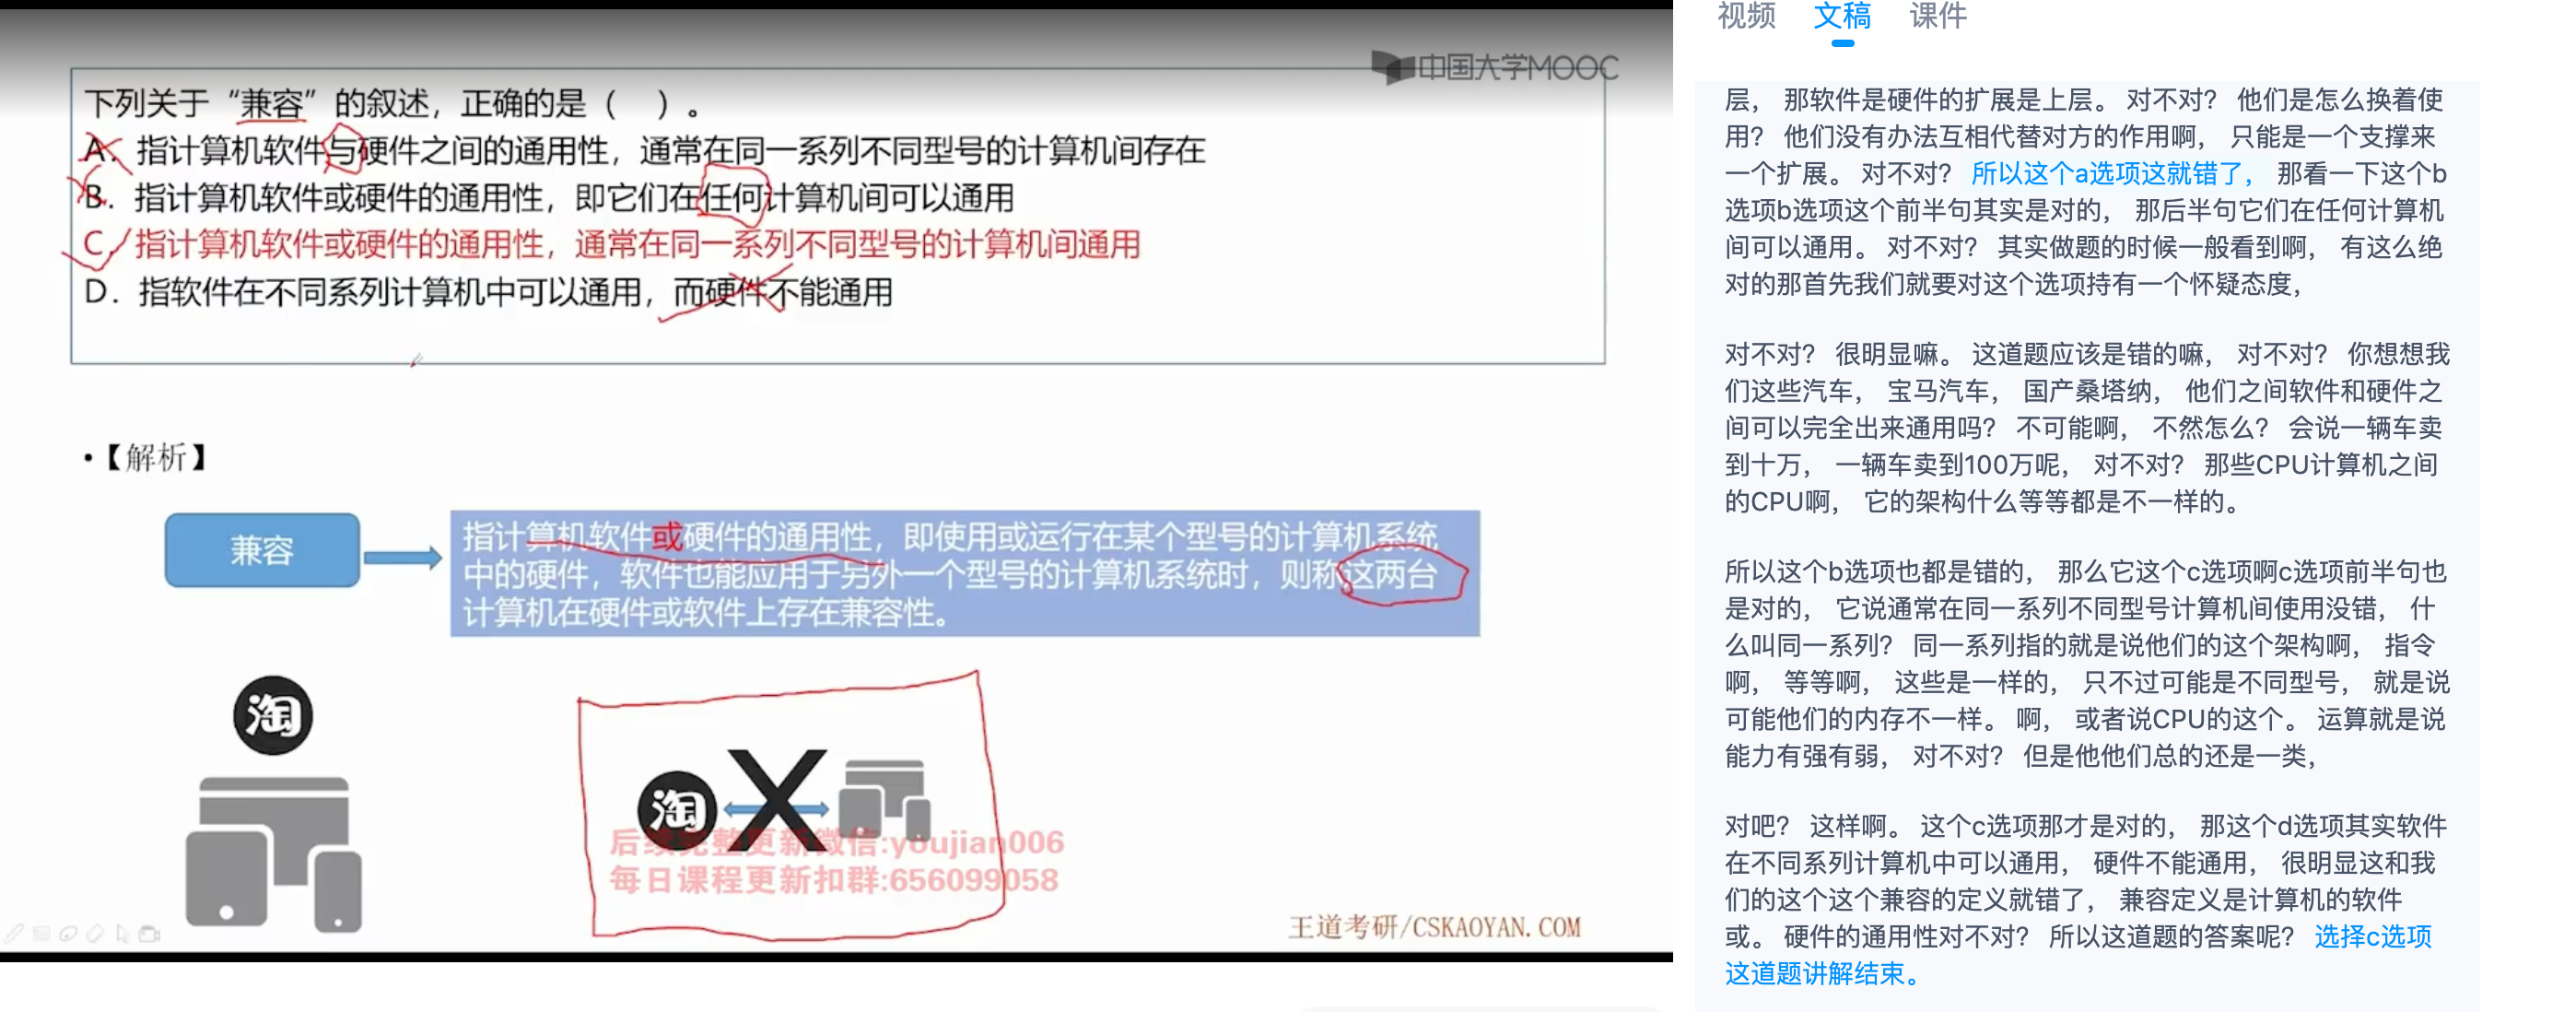 中国大学MOOC
下列关于“兼容”的叙述，正确的是（ ）。
A. 指计算机软件与硬件之间的通用性，通常在同一系列不同型号的计算机间存在
B. 指计算机软件或硬件的通用性，即它们在任何计算机间可以通用
C. 指计算机软件或硬件的通用性，通常在同一系列不同型号的计算机间通用
D. 指软件在不同系列计算机中可以通用，而硬件不能通用
•【解析】
兼容
指计算机软件或硬件的通用性，即使用或运行在某个型号的计算机系统
中的硬件，软件也能应用于另外一个型号的计算机系统时，则称这两台
计算机在硬件或软件上存在兼容性。
淘
淘
后续完整更新微信:youjian006
每日课程更新扣群:656099058
王道考研/CSKAOYAN.COM
视频 文稿 课件
层， 那软件是硬件的扩展是上层。 对不对？ 他们是怎么换着使
用？ 他们没有办法互相代替对方的作用啊， 只能是一个支撑来
一个扩展。 对不对？ 所以这个a选项这就错了， 那看一下这个b
选项b选项这个前半句其实是对的， 那后半句它们在任何计算机
间可以通用。 对不对？ 其实做题的时候一般看到啊， 有这么绝
对的那首先我们就要对这个选项持有一个怀疑态度，
对不对？ 很明显嘛。 这道题应该是错的嘛， 对不对？ 你想想我
们这些汽车， 宝马汽车， 国产桑塔纳， 他们之间软件和硬件之
间可以完全出来通用吗？ 不可能啊， 不然怎么？ 会说一辆车卖
到十万， 一辆车卖到100万呢， 对不对？ 那些CPU计算机之间
的CPU啊， 它的架构什么等等都是不一样的。
所以这个b选项也都是错的， 那么它这个c选项啊c选项前半句也
是对的， 它说通常在同一系列不同型号计算机间使用没错， 什
么叫同一系列？ 同一系列指的就是说他们的这个架构啊， 指令
啊， 等等啊， 这些是一样的， 只不过可能是不同型号， 就是说
可能他们的内存不一样。 啊， 或者说CPU的这个。 运算就是说
能力有强有弱， 对不对？ 但是他他们总的还是一类，
对吧？ 这样啊。 这个c选项那才是对的， 那这个d选项其实软件
在不同系列计算机中可以通用， 硬件不能通用， 很明显这和我
们的这个这个兼容的定义就错了， 兼容定义是计算机的软件
或。 硬件的通用性对不对？ 所以这道题的答案呢？ 选择c选项
这道题讲解结束。